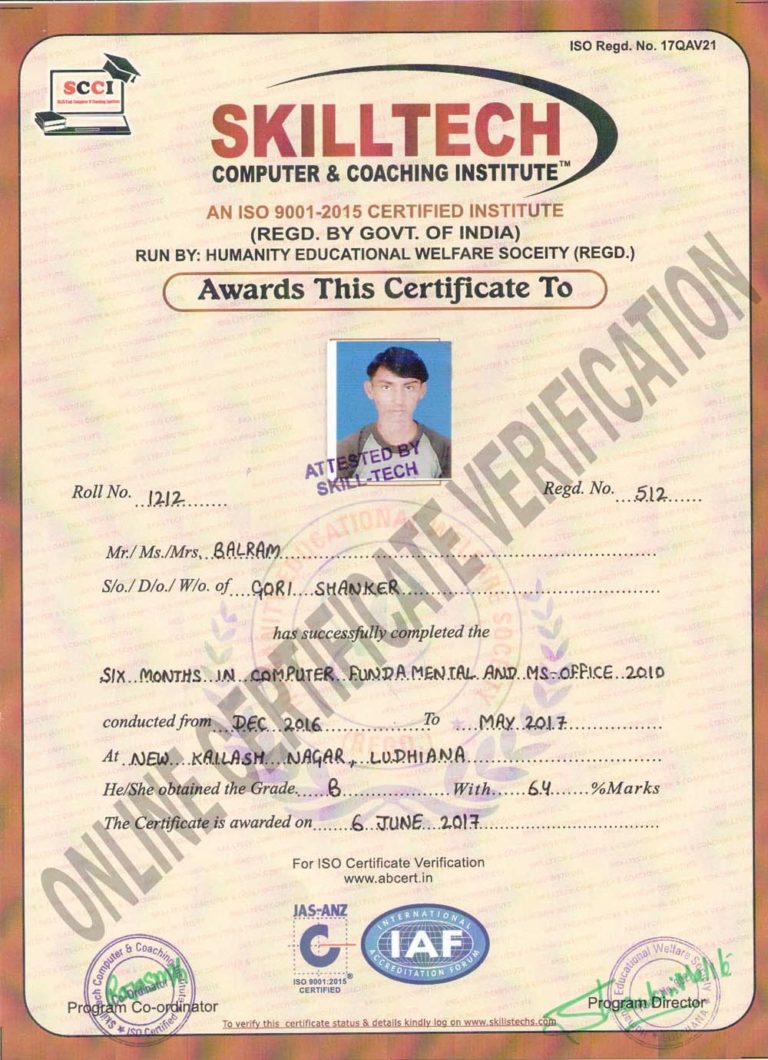 ISO Regd. No. 17QAV21
SCCI
SKILLTECH
COMPUTER & COACHING INSTITUTE™
AN ISO 9001-2015 CERTIFIED INSTITUTE
(REGD. BY GOVT. OF INDIA)
RUN BY: HUMANITY EDUCATIONAL WELFARE SOCEITY (REGD.)
Awards This Certificate To
ATTESTED BY
SKILL-TECH
Roll No. 1212
Regd. No. 512
Mr./ Ms./Mrs. BALRAM
S/o./ D/o./ W/o. of GORI SHANKER
has successfully completed the
SIX MONTHS IN COMPUTER FUNDAMENTAL AND MS-OFFICE 2010
conducted from DEC 2016 To MAY 2017
At NEW KAILASH NAGAR, LUDHIANA
He/She obtained the Grade B With 64 %Marks
The Certificate is awarded on 6 JUNE 2017
ONLINE CERTIFICATE VERIFICATION
For ISO Certificate Verification
www.abcert.in
JAS-ANZ
C
ISO 9001:2015
CERTIFIED
INTERNATIONAL
IAF
ACCREDITATION FORUM
Program Co-ordinator
Program Director
To verify this certificate status & details kindly log on www.skillstechs.com